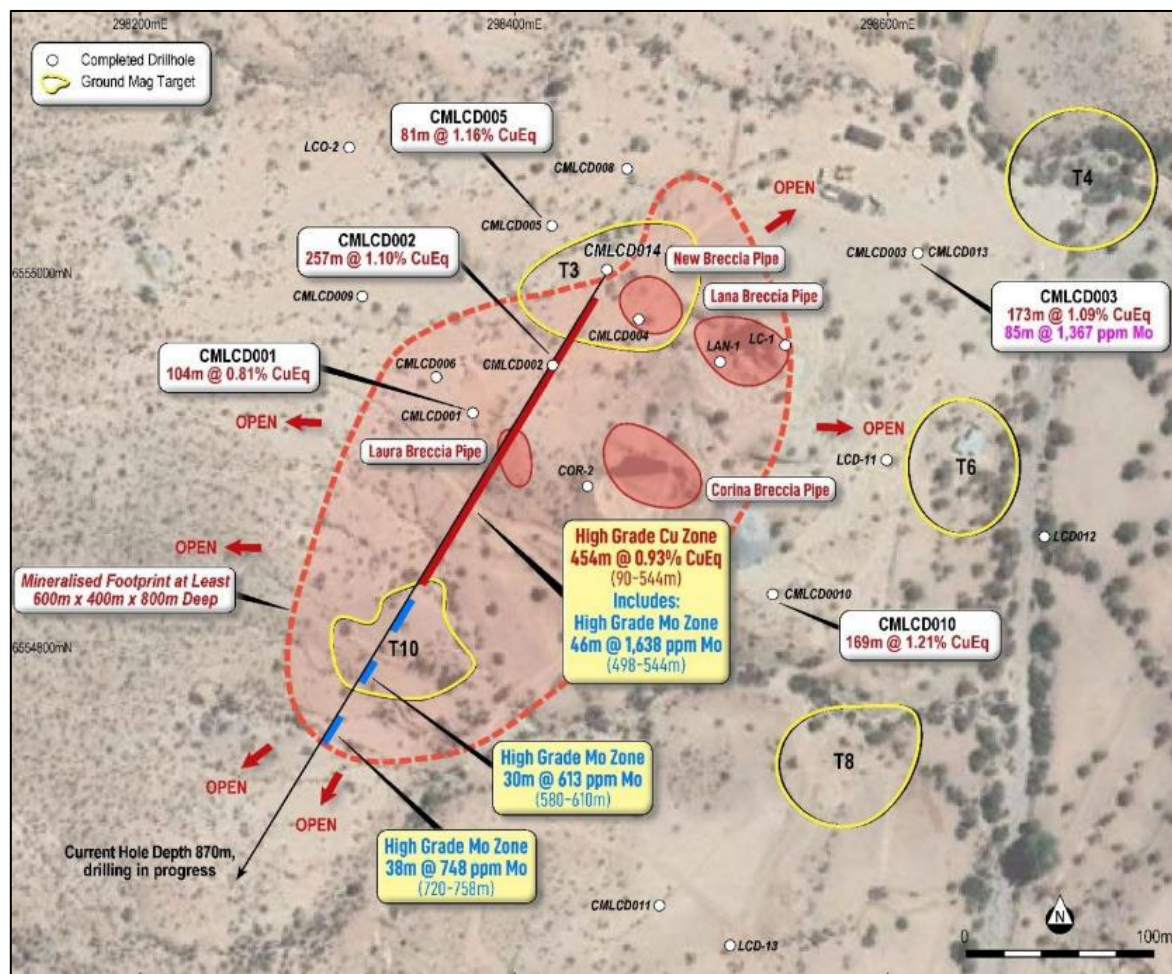 298200mE
298400mE
298600mE
Completed Drillhole
Ground Mag Target
CMLCD005
81m @ 1.16% CuEq
LCO-2
CMLCD008
T4
OPEN
CMLCD005
CMLCD002
257m @ 1.10% CuEq
CMLCD014
T3
New Breccia Pipe
CMLCD003
CMLCD013
6555000mN
CMLCD009
Lana Breccia Pipe
CMLCD003
173m @ 1.09% CuEq
85m @ 1,367 ppm Mo
CMLCD004
LAN-1
LC-1
CMLCD001
104m @ 0.81% CuEq
CMLCD006
CMLCD002
CMLCD001
OPEN
OPEN
Laura Breccia Pipe
LCD-11
T6
COR-2
Corina Breccia Pipe
OPEN
High Grade Cu Zone
454m @ 0.93% CuEq
(90-544m)
Includes:
High Grade Mo Zone
46m @ 1,638 ppm Mo
(498-544m)
LCD012
Mineralised Footprint at Least
600m x 400m x 800m Deep
CMLCD0010
CMLCD010
169m @ 1.21% CuEq
6554800mN
T10
High Grade Mo Zone
30m @ 613 ppm Mo
(580-610m)
T8
OPEN
OPEN
Current Hole Depth 870m,
drilling in progress
High Grade Mo Zone
38m @ 748 ppm Mo
(720-758m)
CMLCD011
LCD-13
N
0
100m